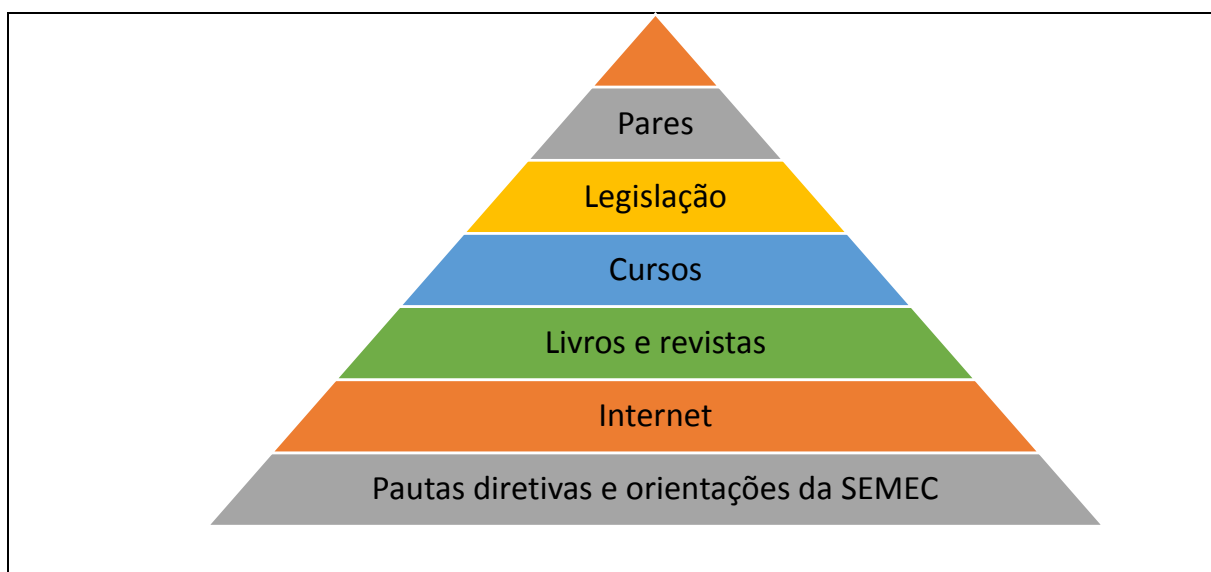 Pares
Legislação
Cursos
Livros e revistas
Internet
Pautas diretivas e orientações da SEMEC